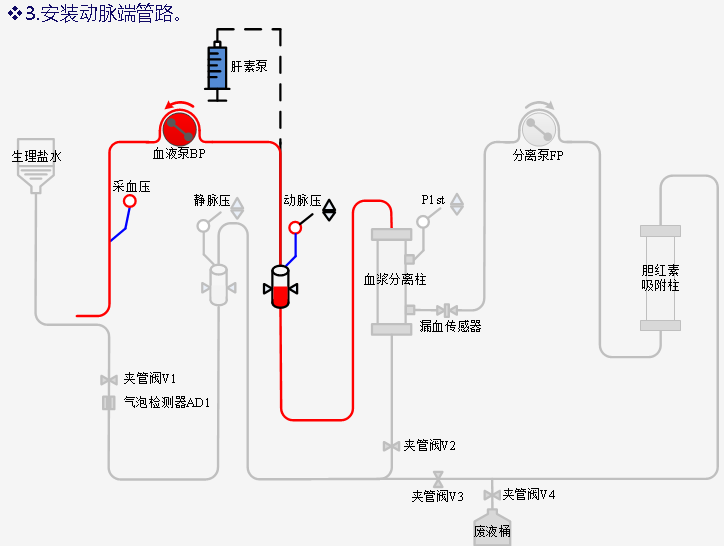 ❖3.安装动脉端管路。
肝素泵
生理盐水
血液泵BP
分离泵FP
采血压
静脉压
动脉压
P1st
血浆分离柱
胆红素
吸附柱
漏血传感器
夹管阀V1
气泡检测器AD1
夹管阀V2
夹管阀V3
夹管阀V4
废液桶